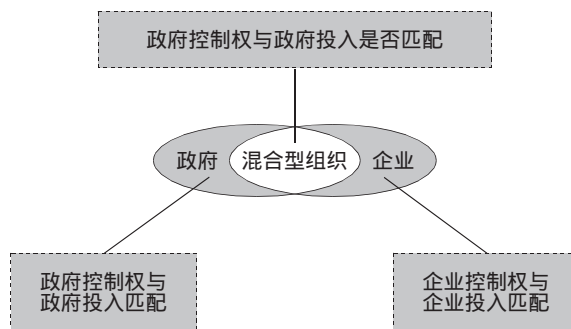 政府控制权与政府投入是否匹配
政府 混合型组织 企业
政府控制权与
政府投入匹配
企业控制权与
企业投入匹配